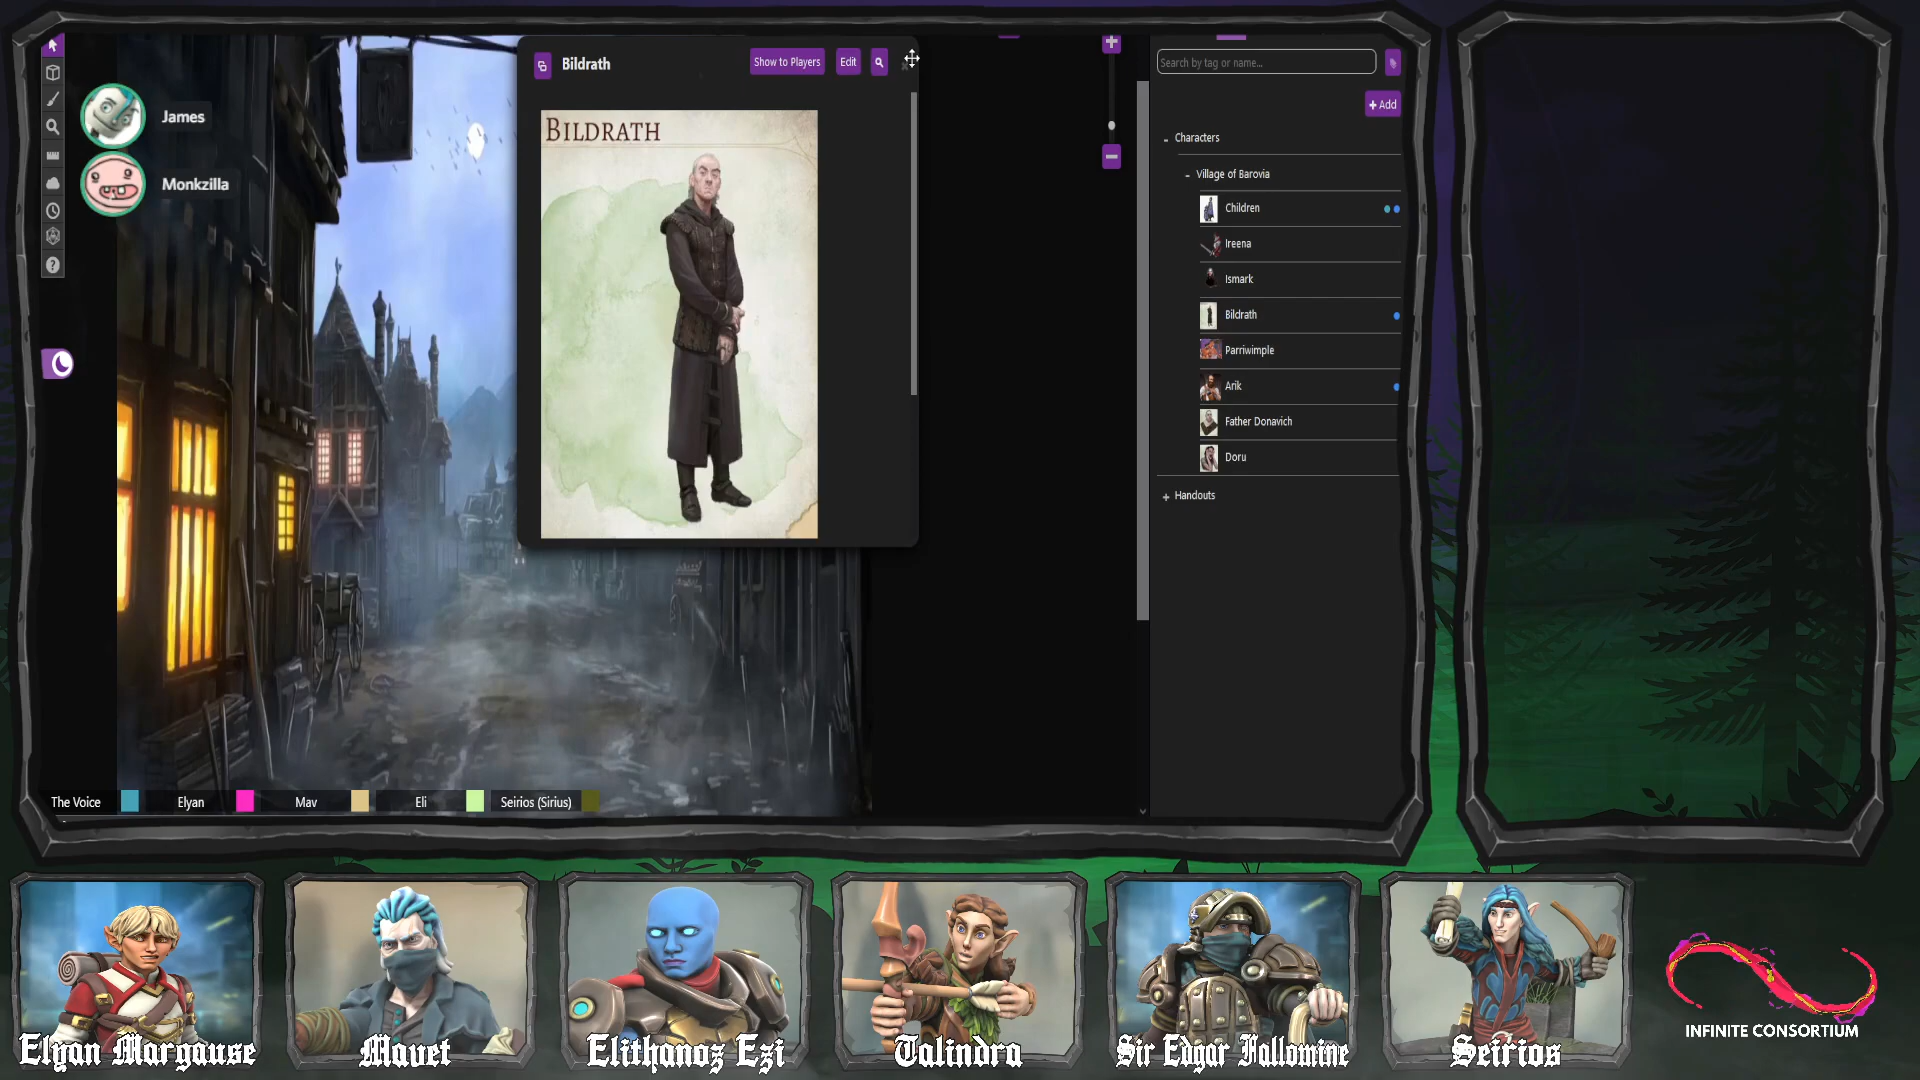 Bildrath
Show to Players
Edit
Search by tag or name...
+ Add
James
BILDRATH
Characters
Monkzilla
Village of Barovia
Children
Ireena
Ismark
Bildrath
Parriwimple
Arik
Father Donavich
Doru
Handouts
The Voice
Elyan
Mav
Eli
Seirios (Sirius)
INFINITE CONSORTIUM
Elyan Margause
Mavet
Elithanoz Ezi
Talindra
Sir Edgar Fallomine
Seirios